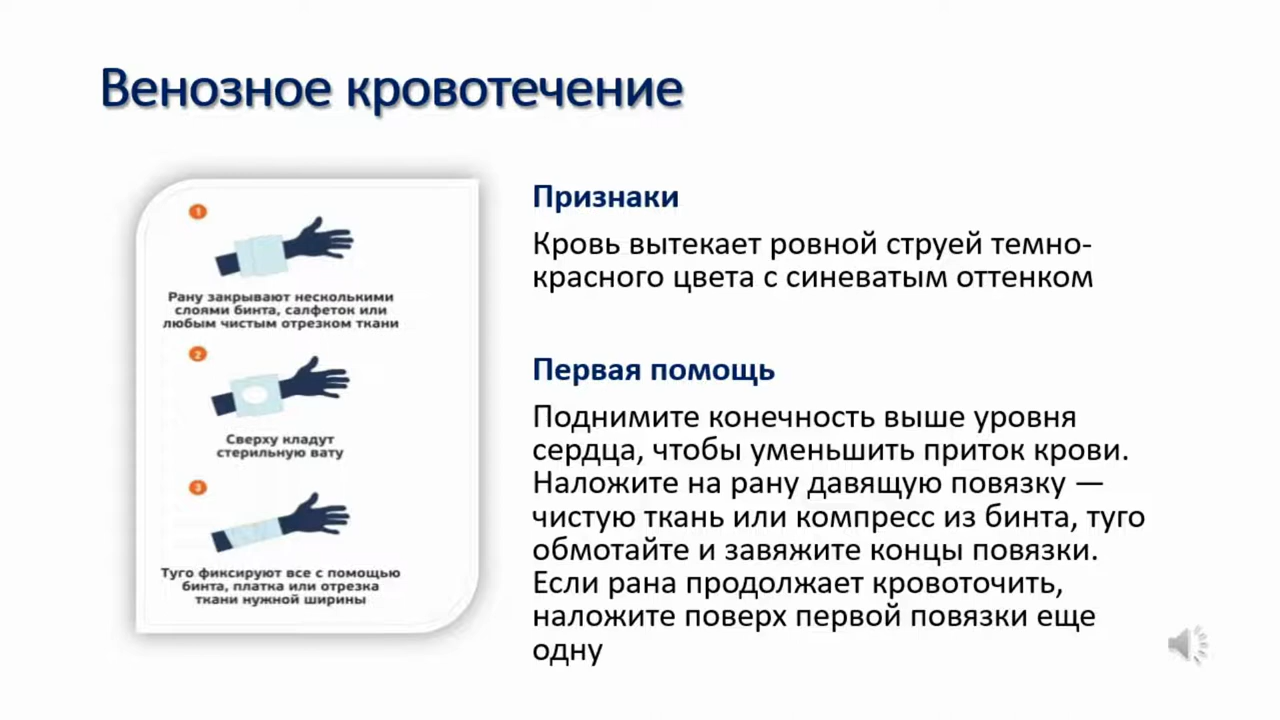 Венозное кровотечение
1
Рану закрывают несколькими
слоями бинта, салфеток или
любым чистым отрезком ткани
2
Сверху кладут
стерильную вату
3
Туго фиксируют все с помощью
бинта, платка или отрезка
ткани нужной ширины
Признаки
Кровь вытекает ровной струей темно-
красного цвета с синеватым оттенком
Первая помощь
Поднимите конечность выше уровня
сердца, чтобы уменьшить приток крови.
Наложите на рану давящую повязку —
чистую ткань или компресс из бинта, туго
обмотайте и завяжите концы повязки.
Если рана продолжает кровоточить,
наложите поверх первой повязки еще
одну